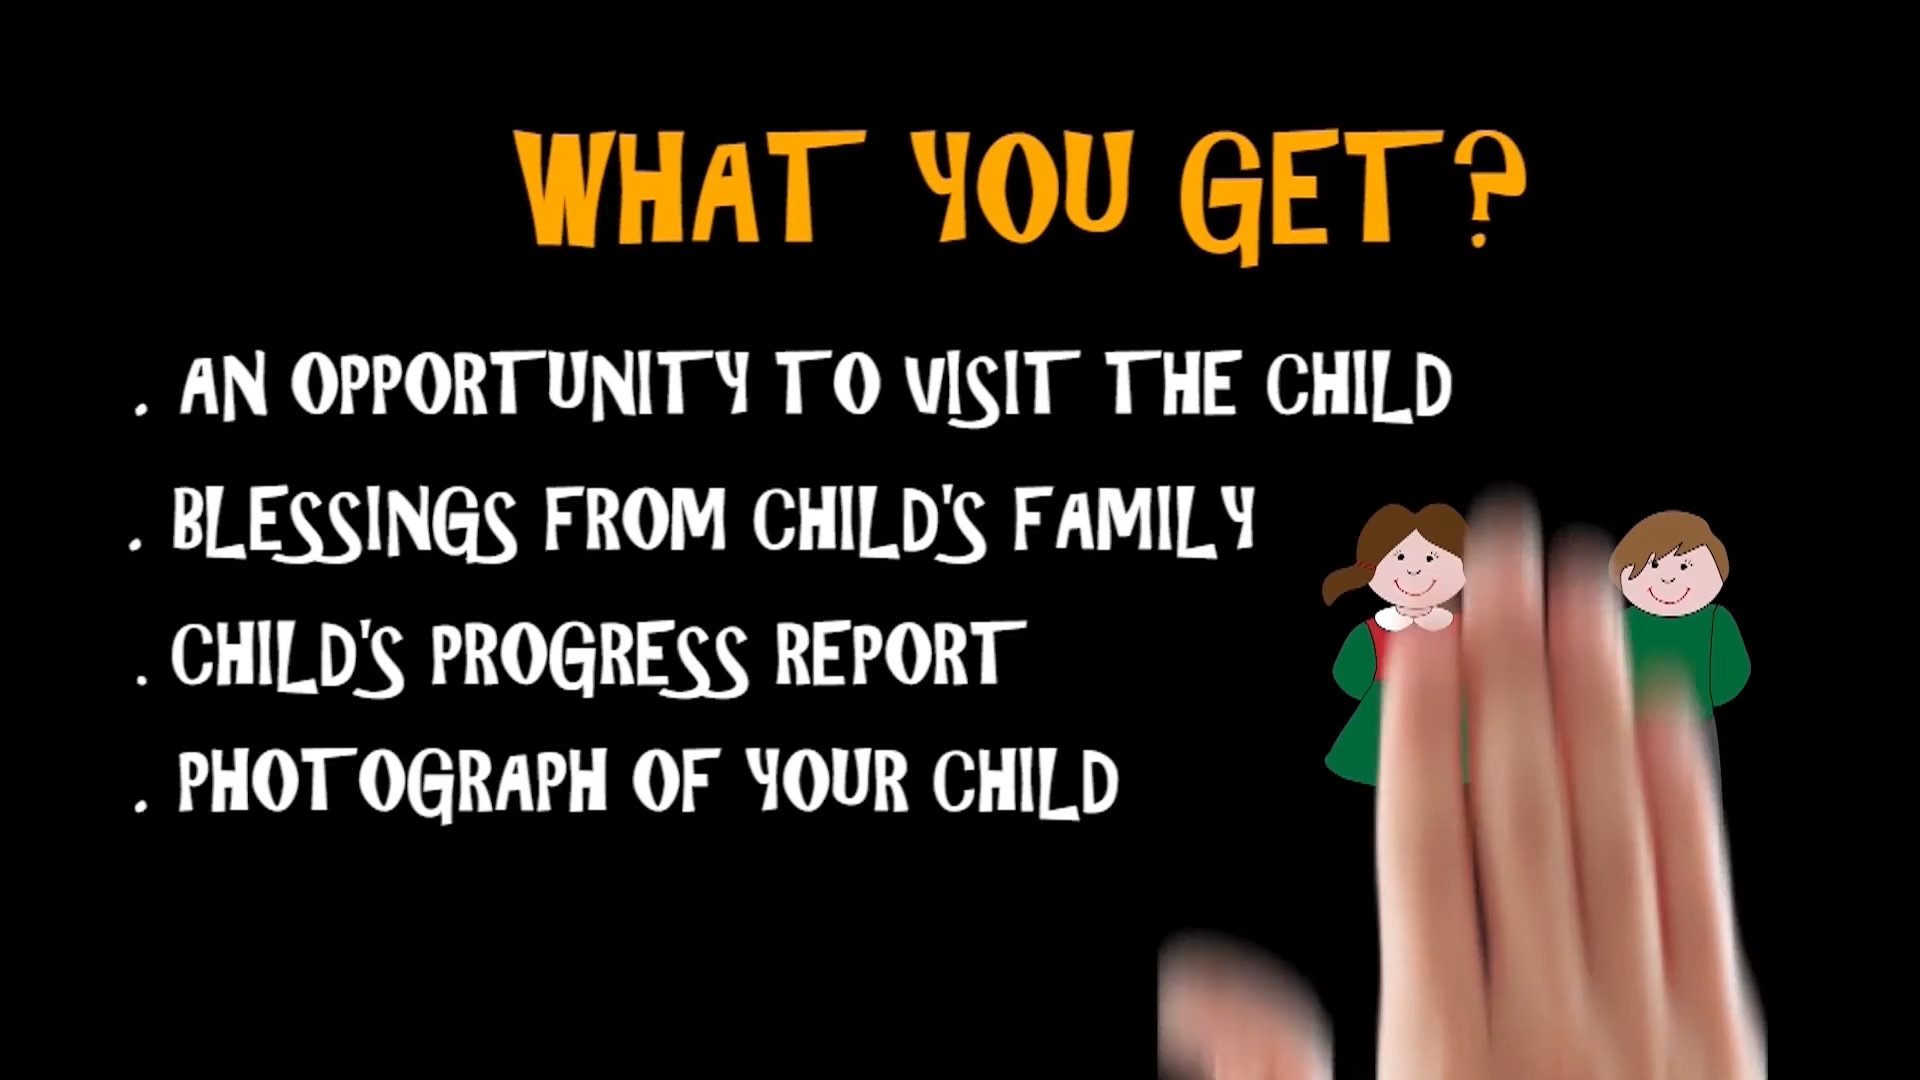 WHAT YOU GET?
. AN OPPORTUNITY TO VISIT THE CHILD
. BLESSINGS FROM CHILD'S FAMILY
. CHILD'S PROGRESS REPORT
. PHOTOGRAPH OF YOUR CHILD